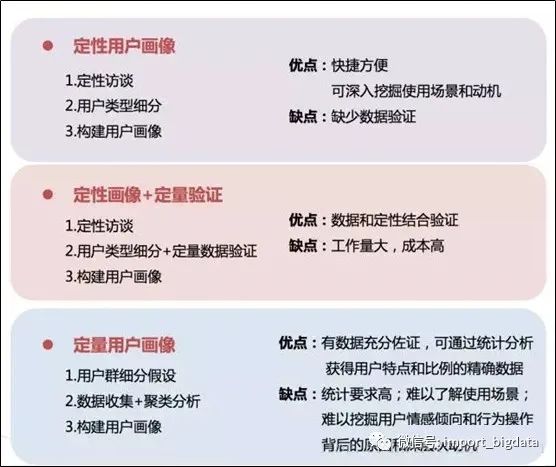 定性用户画像
1.定性访谈
2.用户类型细分
3.构建用户画像
优点：快捷方便
可深入挖掘使用场景和动机
缺点：缺少数据验证
定性画像+定量验证
1.定性访谈
2.用户类型细分+定量数据验证
3.构建用户画像
优点：数据和定性结合验证
缺点：工作量大，成本高
定量用户画像
1.用户群细分假设
2.数据收集+聚类分析
3.构建用户画像
优点：有数据充分佐证，可通过统计分析
获得用户特点和比例的精确数据
缺点：统计要求高；难以了解使用场景；
难以挖掘用户情感倾向和行为操作
背后的
微信号：import_bigdata